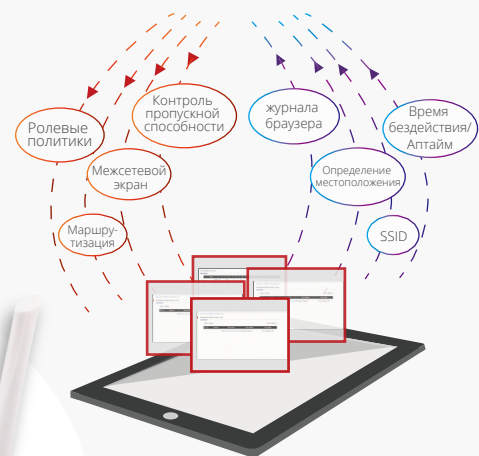 Контроль
пропускной
способности
журнала
браузера
Время
бездействия/
Аптайм
Ролевые
политики
Межсетевой
экран
Определение
местоположения
Маршру-
тизация
SSID